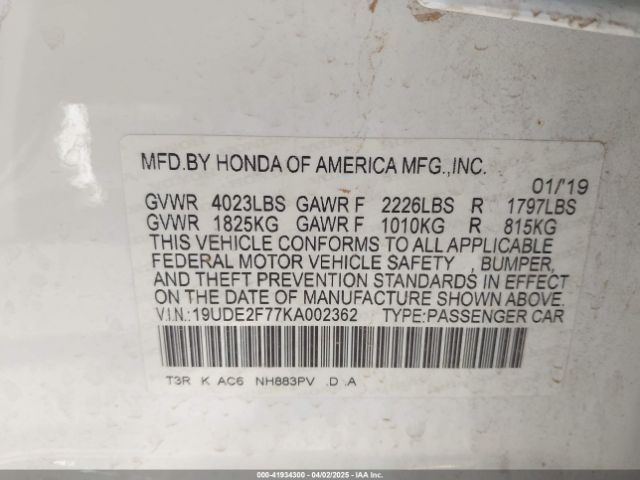 MFD.BY HONDA OF AMERICA MFG.,INC.
01/'19
GVWR 4023LBS GAWR F 2226LBS R 1797LBS
GVWR 1825KG GAWR F 1010KG R 815KG
THIS VEHICLE CONFORMS TO ALL APPLICABLE
FEDERAL MOTOR VEHICLE SAFETY , BUMPER,
AND THEFT PREVENTION STANDARDS IN EFFECT
ON THE DATE OF MANUFACTURE SHOWN ABOVE.
V.I.N.:19UDE2F77KA002362 TYPE:PASSENGER CAR
T3R K AC6 NH883PV .D .A
000-41934300 - 04/02/2025 - IAA Inc.